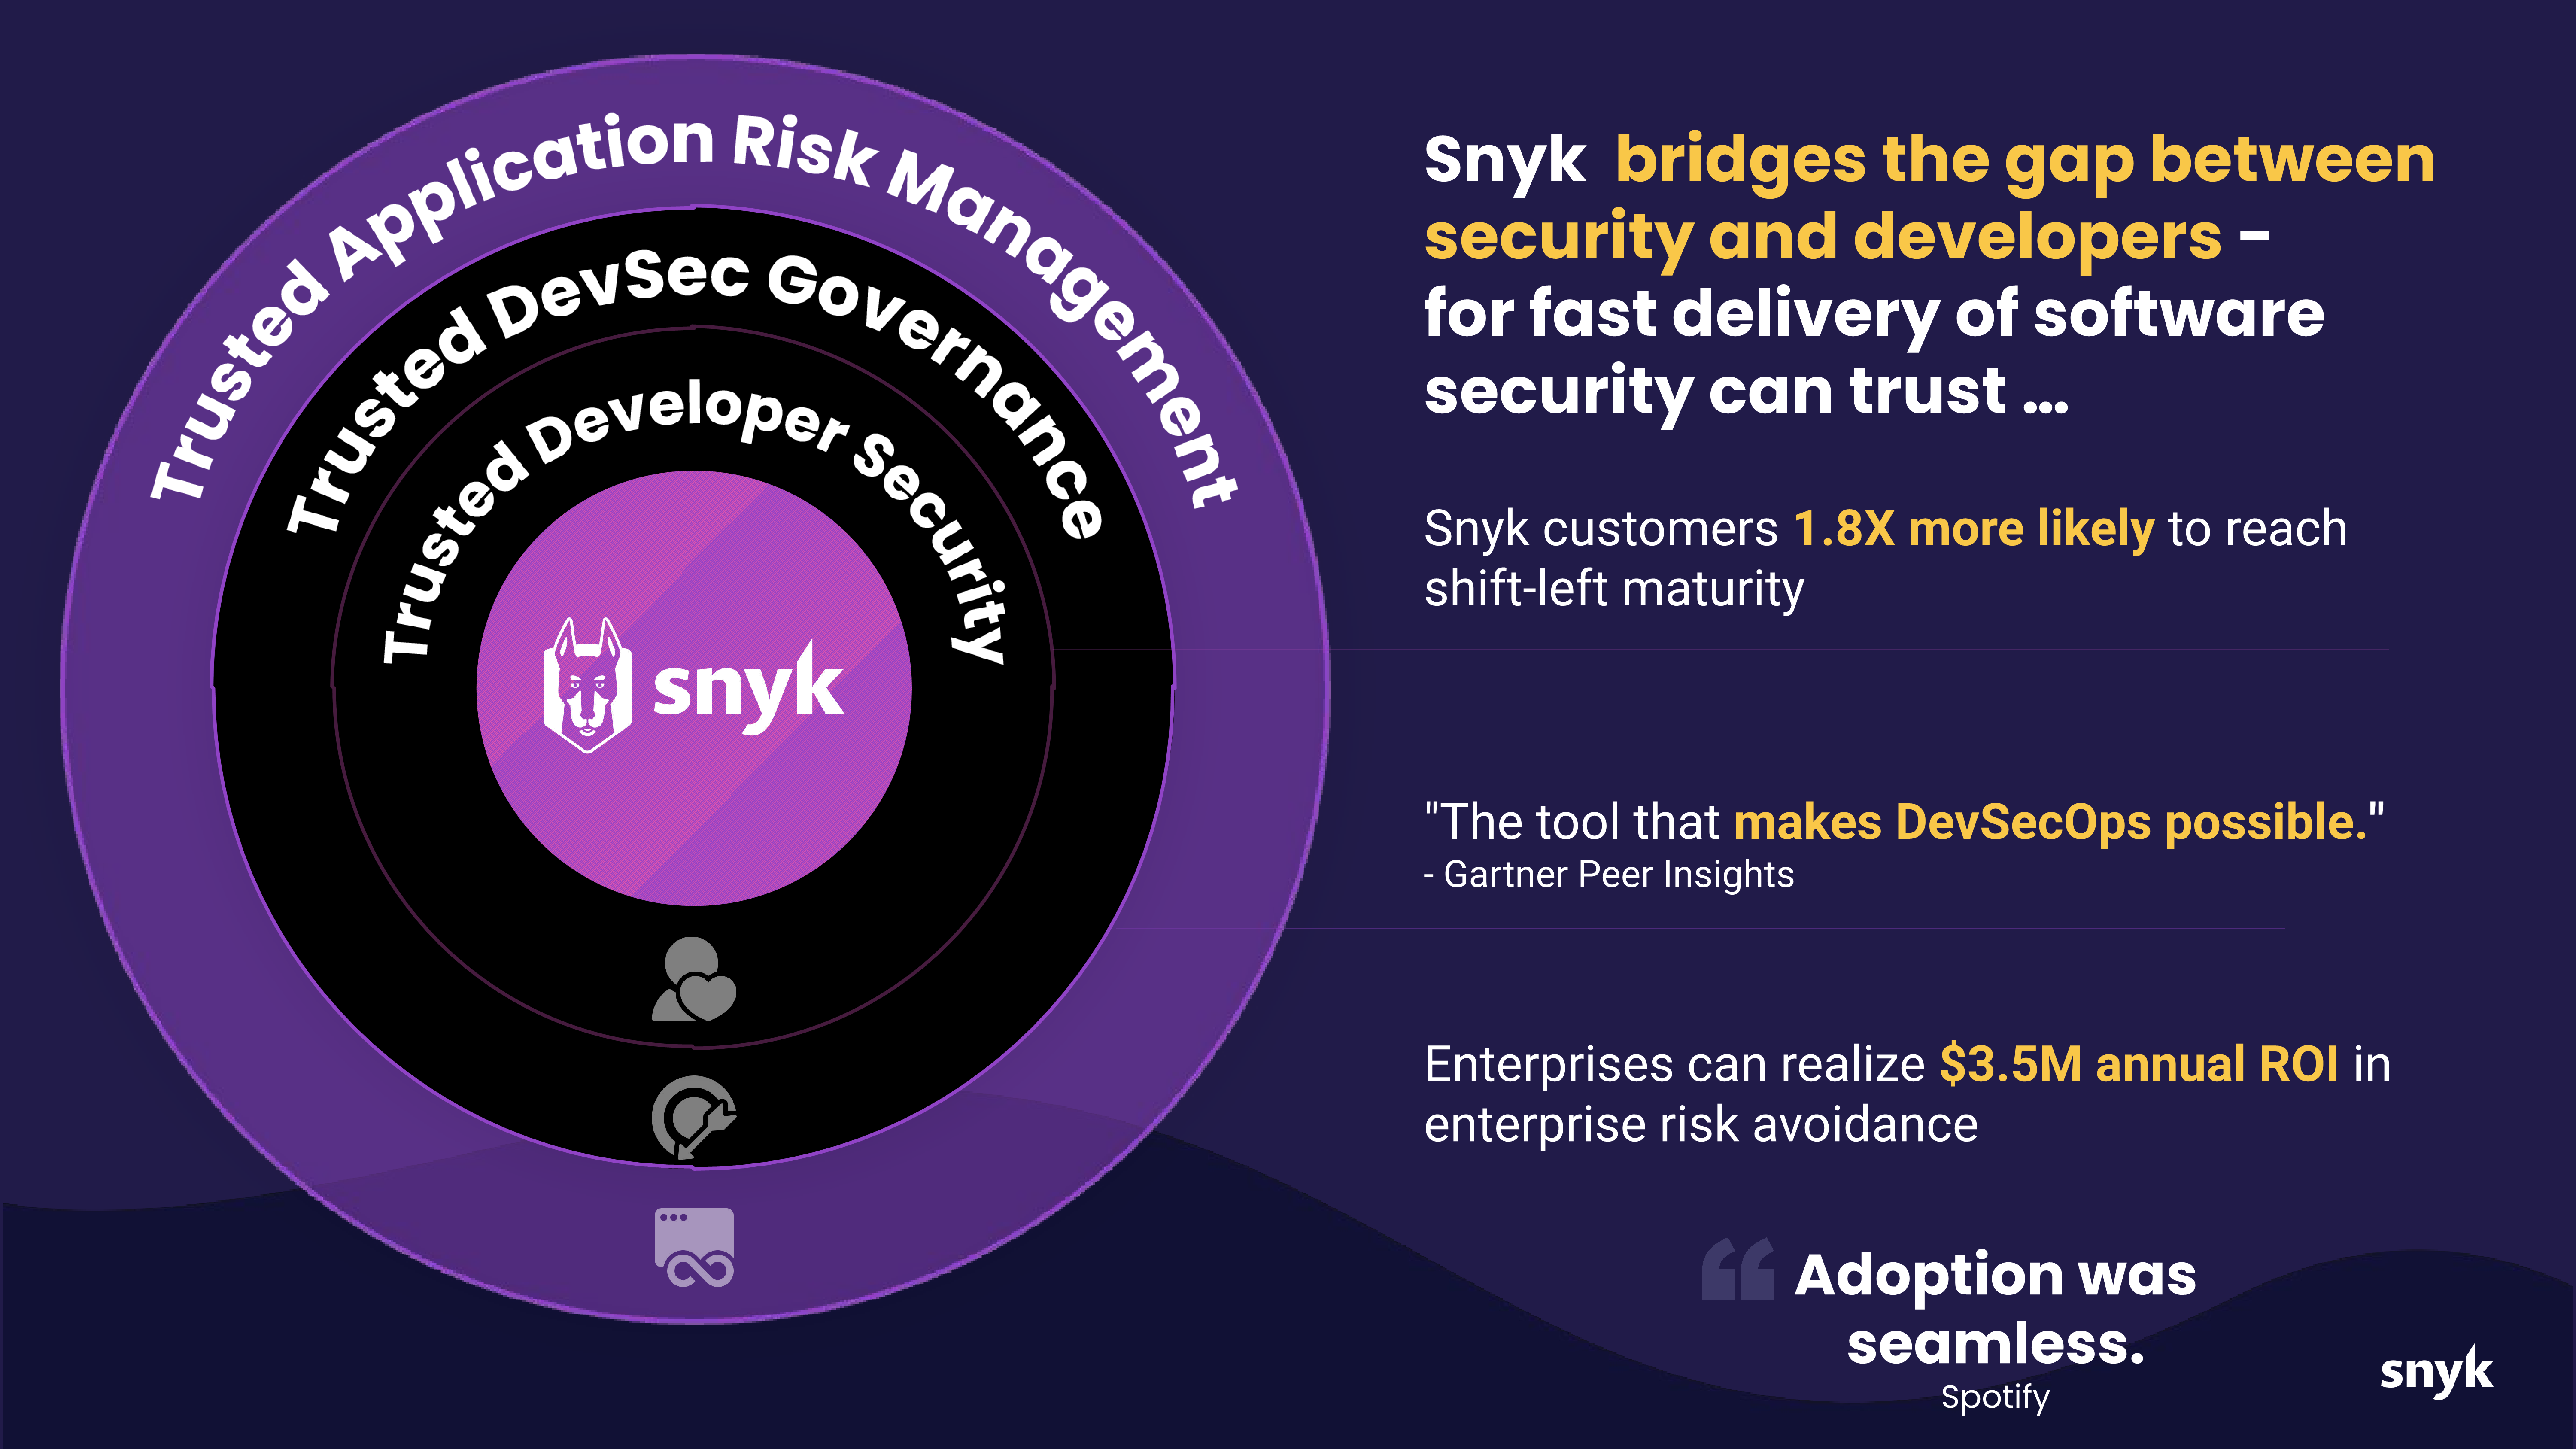 Trusted Application Risk Management
Trusted DevSec Governance
Trusted Developer Security
snyk
Snyk bridges the gap between
security and developers -
for fast delivery of software
security can trust ...
Snyk customers 1.8X more likely to reach
shift-left maturity
"The tool that makes DevSecOps possible."
- Gartner Peer Insights
Enterprises can realize $3.5M annual ROI in
enterprise risk avoidance
“ Adoption was
seamless.
Spotify
snyk